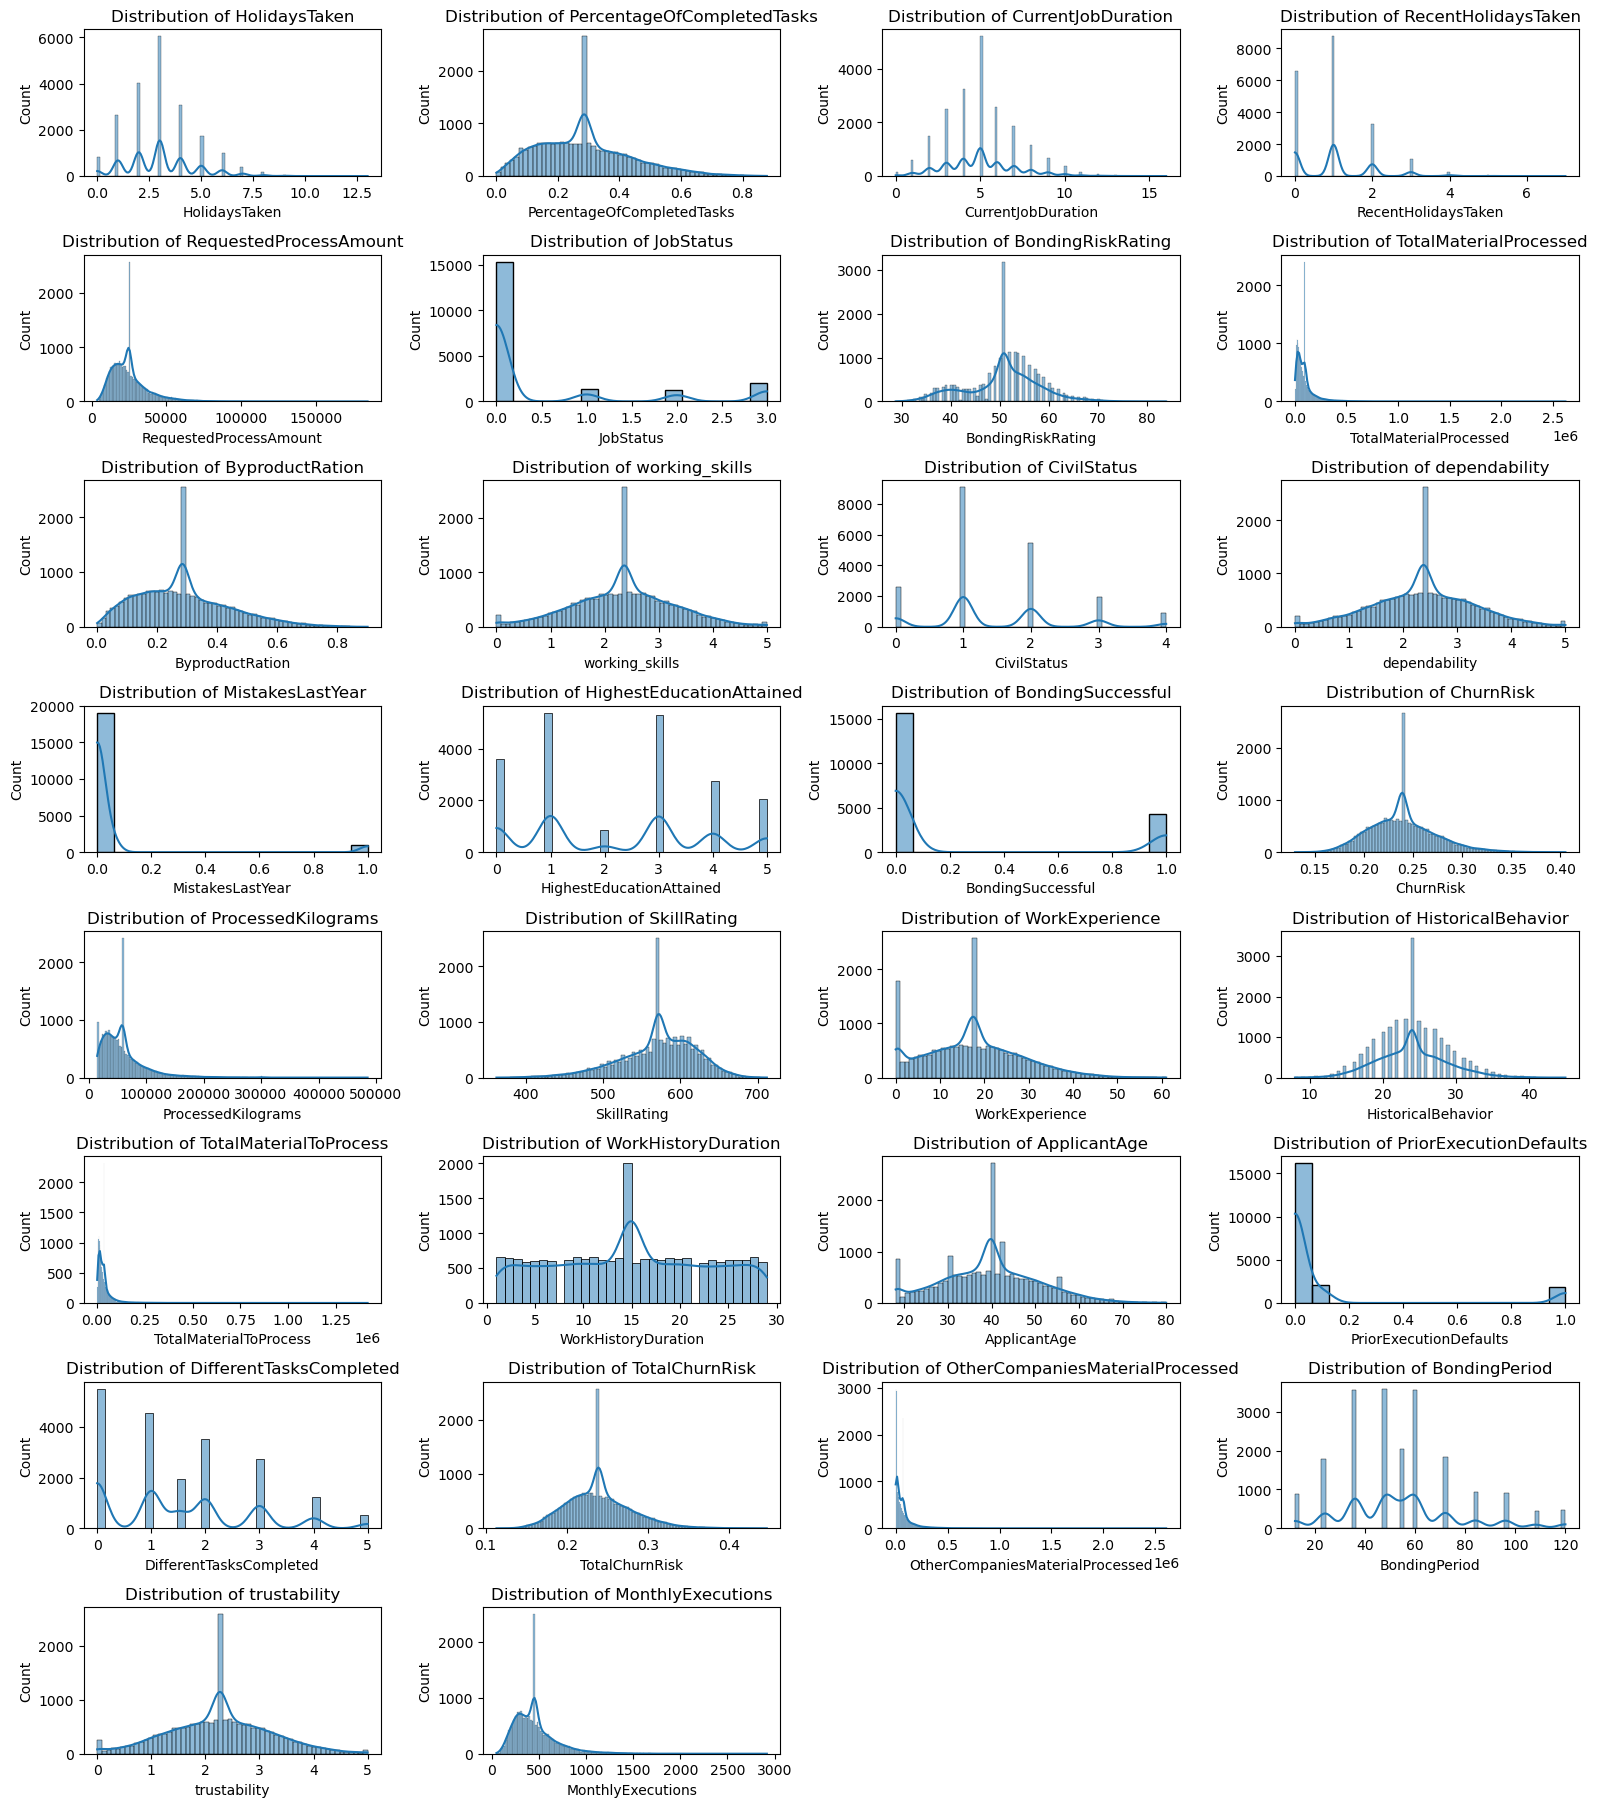 Distribution of HolidaysTaken
6000
4000
2000
0
Count
0.0 2.5 5.0 7.5 10.0 12.5
HolidaysTaken
Distribution of PercentageOfCompletedTasks
2000
1000
0
Count
0.0 0.2 0.4 0.6 0.8
PercentageOfCompletedTasks
Distribution of CurrentJobDuration
4000
2000
0
Count
0 5 10 15
CurrentJobDuration
Distribution of RecentHolidaysTaken
8000
6000
4000
2000
0
Count
0 2 4 6
RecentHolidaysTaken
Distribution of RequestedProcessAmount
2000
1000
0
Count
0 50000 100000 150000
RequestedProcessAmount
Distribution of JobStatus
15000
10000
5000
0
Count
0.0 0.5 1.0 1.5 2.0 2.5 3.0
JobStatus
Distribution of BondingRiskRating
3000
2000
1000
0
Count
30 40 50 60 70 80
BondingRiskRating
Distribution of TotalMaterialProcessed
2000
1000
0
Count
0.0 0.5 1.0 1.5 2.0 2.5
TotalMaterialProcessed 1e6
Distribution of ByproductRation
2000
1000
0
Count
0.0 0.2 0.4 0.6 0.8
ByproductRation
Distribution of working_skills
2000
1000
0
Count
0 1 2 3 4 5
working_skills
Distribution of CivilStatus
8000
6000
4000
2000
0
Count
0 1 2 3 4
CivilStatus
Distribution of dependability
2000
1000
0
Count
0 1 2 3 4 5
dependability
Distribution of MistakesLastYear
20000
15000
10000
5000
0
Count
0.0 0.2 0.4 0.6 0.8 1.0
MistakesLastYear
Distribution of HighestEducationAttained
4000
2000
0
Count
0 1 2 3 4 5
HighestEducationAttained
Distribution of BondingSuccessful
15000
10000
5000
0
Count
0.0 0.2 0.4 0.6 0.8 1.0
BondingSuccessful
Distribution of ChurnRisk
2000
1000
0
Count
0.15 0.20 0.25 0.30 0.35 0.40
ChurnRisk
Distribution of ProcessedKilograms
2000
1000
0
Count
0 100000 200000 300000 400000 500000
ProcessedKilograms
Distribution of SkillRating
2000
1000
0
Count
400 500 600 700
SkillRating
Distribution of WorkExperience
2000
1000
0
Count
0 10 20 30 40 50 60
WorkExperience
Distribution of HistoricalBehavior
3000
2000
1000
0
Count
10 20 30 40
HistoricalBehavior
Distribution of TotalMaterialToProcess
2000
1500
1000
500
0
Count
0.00 0.25 0.50 0.75 1.00 1.25
TotalMaterialToProcess 1e6
Distribution of WorkHistoryDuration
2000
1500
1000
500
0
Count
0 5 10 15 20 25 30
WorkHistoryDuration
Distribution of ApplicantAge
2000
1000
0
Count
20 30 40 50 60 70 80
ApplicantAge
Distribution of PriorExecutionDefaults
15000
10000
5000
0
Count
0.0 0.2 0.4 0.6 0.8 1.0
PriorExecutionDefaults
Distribution of DifferentTasksCompleted
4000
2000
0
Count
0 1 2 3 4 5
DifferentTasksCompleted
Distribution of TotalChurnRisk
2000
1000
0
Count
0.1 0.2 0.3 0.4
TotalChurnRisk
Distribution of OtherCompaniesMaterialProcessed
3000
2000
1000
0
Count
0.0 0.5 1.0 1.5 2.0 2.5
OtherCompaniesMaterialProcessed 1e6
Distribution of BondingPeriod
3000
2000
1000
0
Count
20 40 60 80 100 120
BondingPeriod
Distribution of trustability
2000
1000
0
Count
0 1 2 3 4 5
trustability
Distribution of MonthlyExecutions
2000
1000
0
Count
0 500 1000 1500 2000 2500 3000
MonthlyExecutions